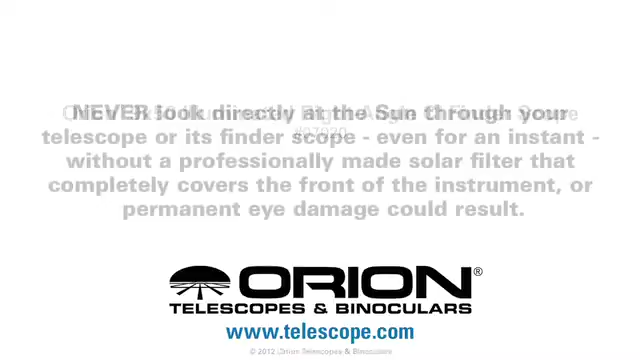 NEVER look directly at the Sun through your
telescope or its finder scope - even for an instant -
without a professionally made solar filter that
completely covers the front of the instrument, or
permanent eye damage could result.
ORION®
TELESCOPES & BINOCULARS
www.telescope.com
© 2012 Orion Telescopes & Binoculars